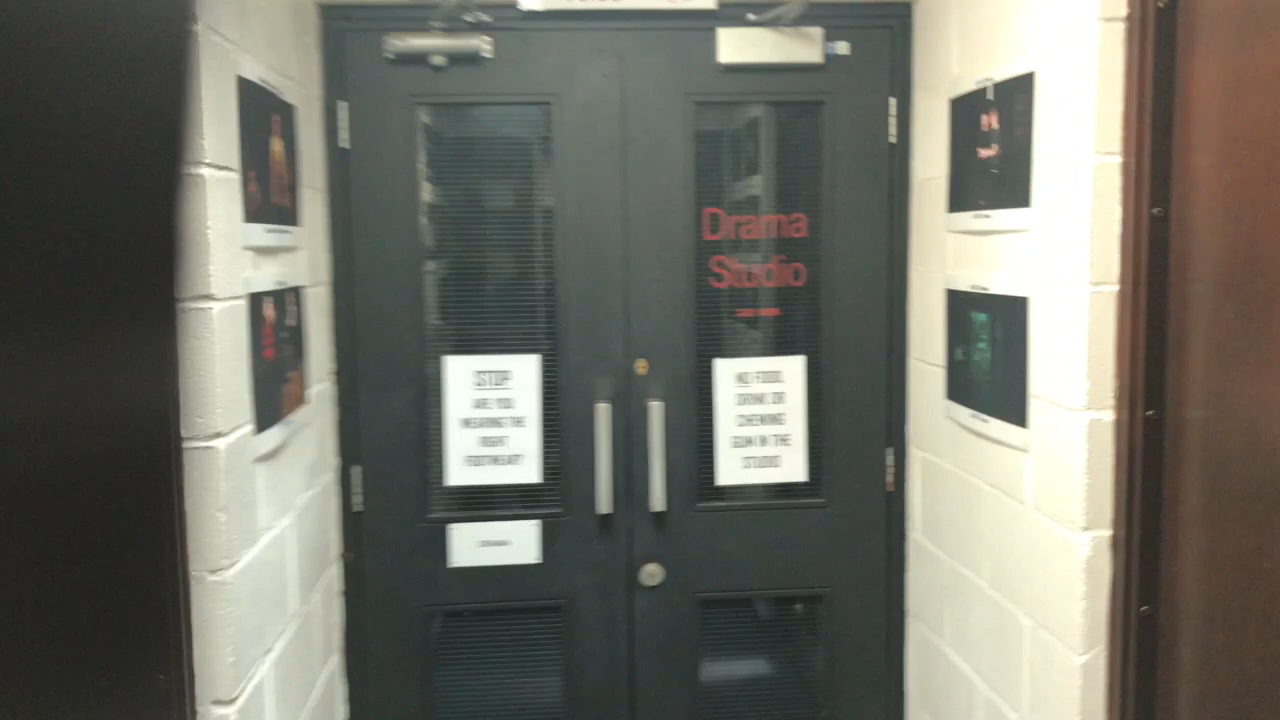 Drama
Studio
STOP
ARE YOU
WEARING THE
RIGHT
FOOTWEAR?
NO FOOD,
DRINK OR
CHEWING
GUM IN THE
STUDIO